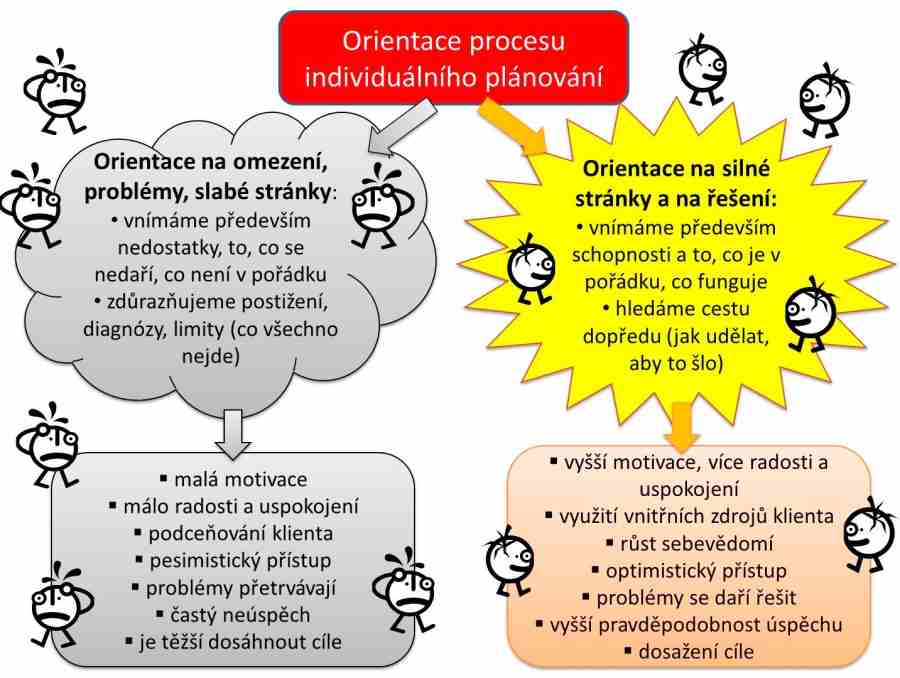 Orientace procesu
individuálního plánování
Orientace na omezení,
problémy, slabé stránky:
• vnímáme především
nedostatky, to, co se
nedaří, co není v pořádku
• zdůrazňujeme postižení,
diagnózy, limity (co všechno
nejde)
Orientace na silné
stránky a na řešení:
• vnímáme především
schopnosti a to, co je v
pořádku, co funguje
• hledáme cestu
dopředu (jak udělat,
aby to šlo)
▪ malá motivace
▪ málo radosti a uspokojení
▪ podceňování klienta
▪ pesimistický přístup
▪ problémy přetrvávají
▪ častý neúspěch
▪ je těžší dosáhnout cíle
▪ vyšší motivace, více radosti a
uspokojení
▪ využití vnitřních zdrojů klienta
▪ růst sebevědomí
▪ optimistický přístup
▪ problémy se daří řešit
▪ vyšší pravděpodobnost úspěchu
▪ dosažení cíle